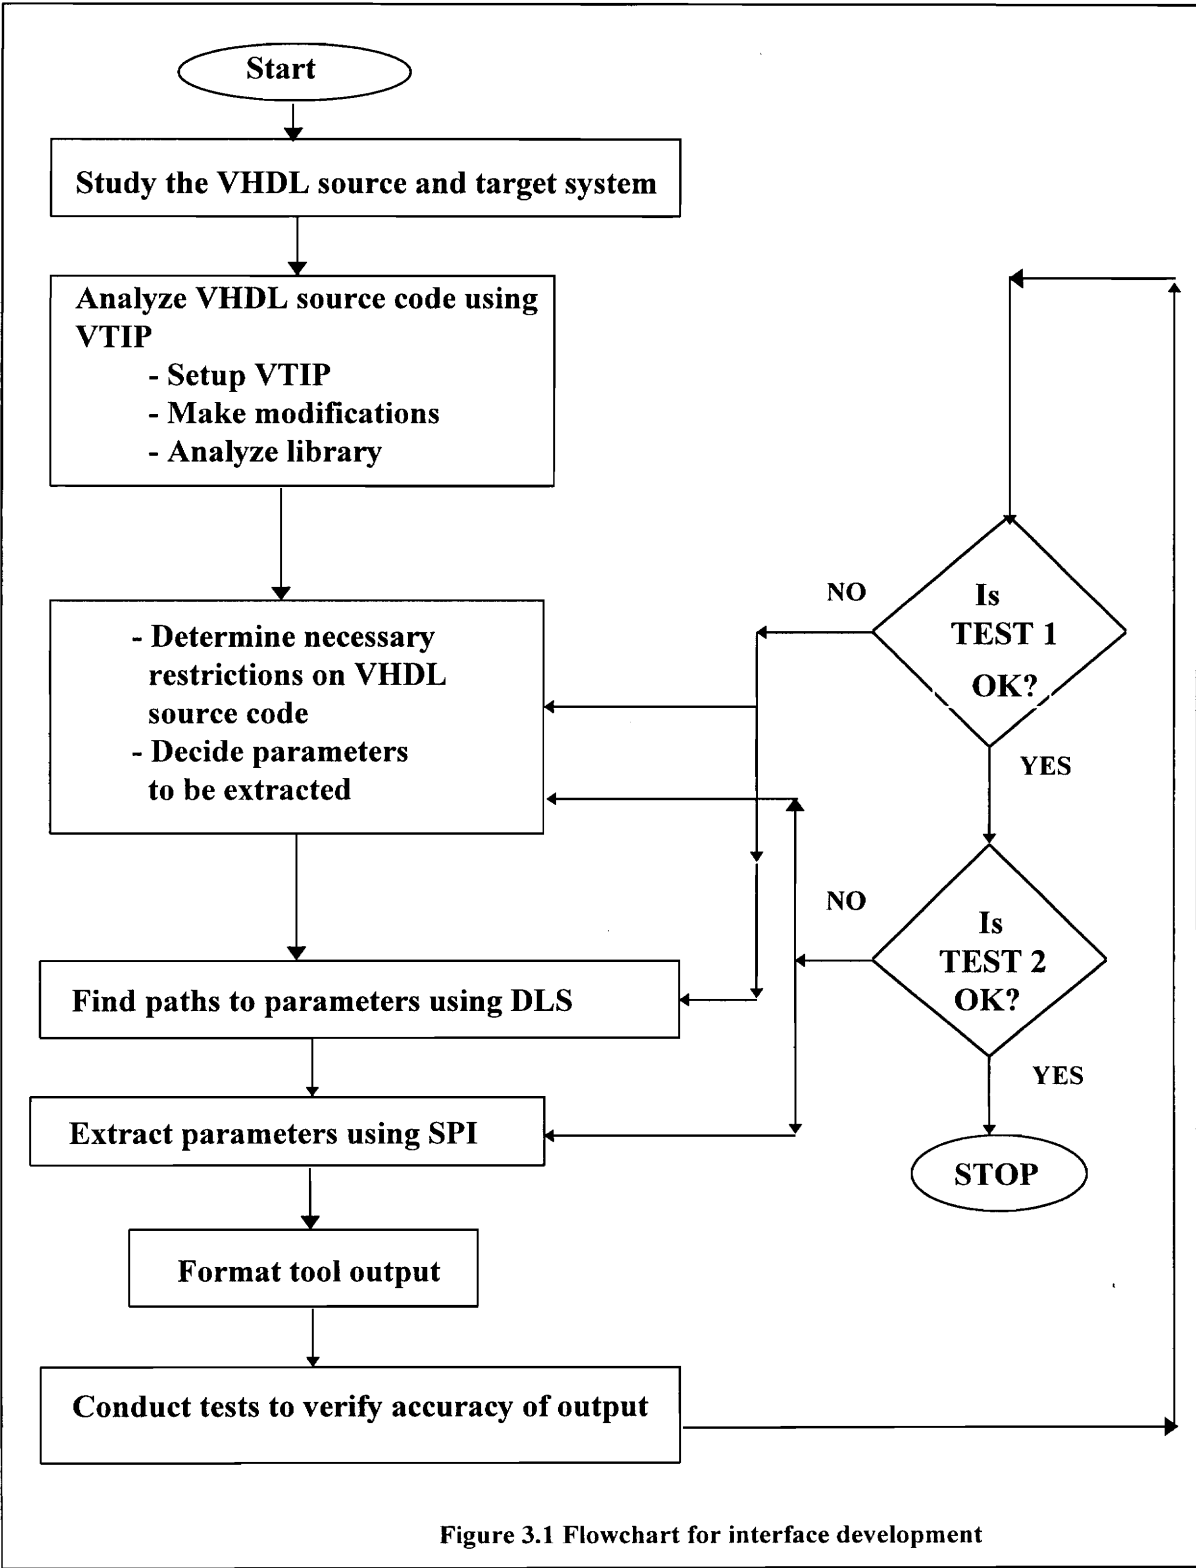 Start
Study the VHDL source and target system
Analyze VHDL source code using
VTIP
- Setup VTIP
- Make modifications
- Analyze library
- Determine necessary
restrictions on VHDL
source code
- Decide parameters
to be extracted
Find paths to parameters using DLS
Extract parameters using SPI
Format tool output
Conduct tests to verify accuracy of output
NO
Is
TEST 1
OK?
YES
NO
Is
TEST 2
OK?
YES
STOP
Figure 3.1 Flowchart for interface development